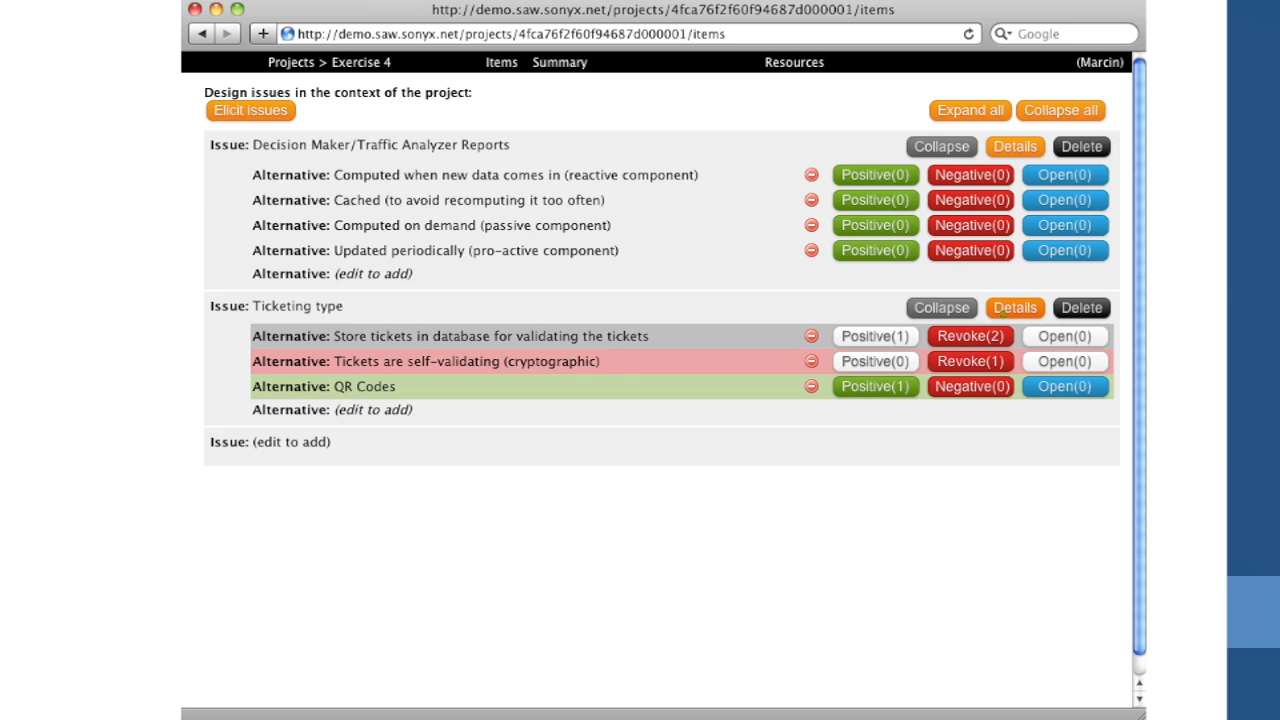 http://demo.saw.sonyx.net/projects/4fca76f2f60f94687d000001/items
http://demo.saw.sonyx.net/projects/4fca76f2f60f94687d000001/items Google
Projects > Exercise 4 Items Summary Resources (Marcin)
Design issues in the context of the project:
Elicit issues Expand all Collapse all
Issue: Decision Maker/Traffic Analyzer Reports Collapse Details Delete
Alternative: Computed when new data comes in (reactive component) Positive(0) Negative(0) Open(0)
Alternative: Cached (to avoid recomputing it too often) Positive(0) Negative(0) Open(0)
Alternative: Computed on demand (passive component) Positive(0) Negative(0) Open(0)
Alternative: Updated periodically (pro-active component) Positive(0) Negative(0) Open(0)
Alternative: (edit to add)
Issue: Ticketing type Collapse Details Delete
Alternative: Store tickets in database for validating the tickets Positive(1) Revoke(2) Open(0)
Alternative: Tickets are self-validating (cryptographic) Positive(0) Revoke(1) Open(0)
Alternative: QR Codes Positive(1) Negative(0) Open(0)
Alternative: (edit to add)
Issue: (edit to add)